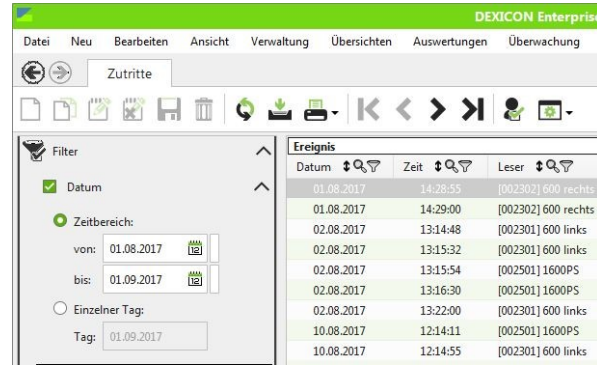 DEXICON Enterprise
Datei Neu Bearbeiten Ansicht Verwaltung Übersichten Auswertungen Überwachung
Zutritte
Filter
Datum
Zeitbereich:
von: 01.08.2017
bis: 01.09.2017
Einzelner Tag:
Tag: 01.09.2017
Ereignis
Datum Zeit Leser
01.08.2017 14:28:55 [002302] 600 rechts
01.08.2017 14:29:00 [002302] 600 rechts
02.08.2017 13:14:48 [002301] 600 links
02.08.2017 13:15:32 [002301] 600 links
02.08.2017 13:15:54 [002501] 1600PS
02.08.2017 13:16:30 [002501] 1600PS
02.08.2017 13:22:00 [002301] 600 links
10.08.2017 12:14:11 [002501] 1600PS
10.08.2017 12:14:55 [002301] 600 links